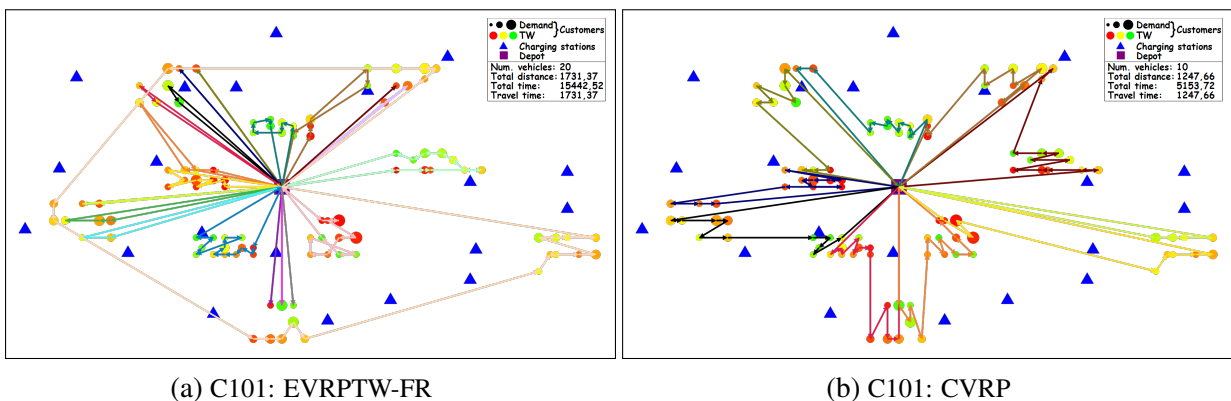 Demand
TW
} Customers
Charging stations
Depot
Num. vehicles: 20
Total distance: 1731,37
Total time: 15442,52
Travel time: 1731,37
Demand
TW
} Customers
Charging stations
Depot
Num. vehicles: 10
Total distance: 1247,66
Total time: 5153,72
Travel time: 1247,66
(a) C101: EVRPTW-FR
(b) C101: CVRP